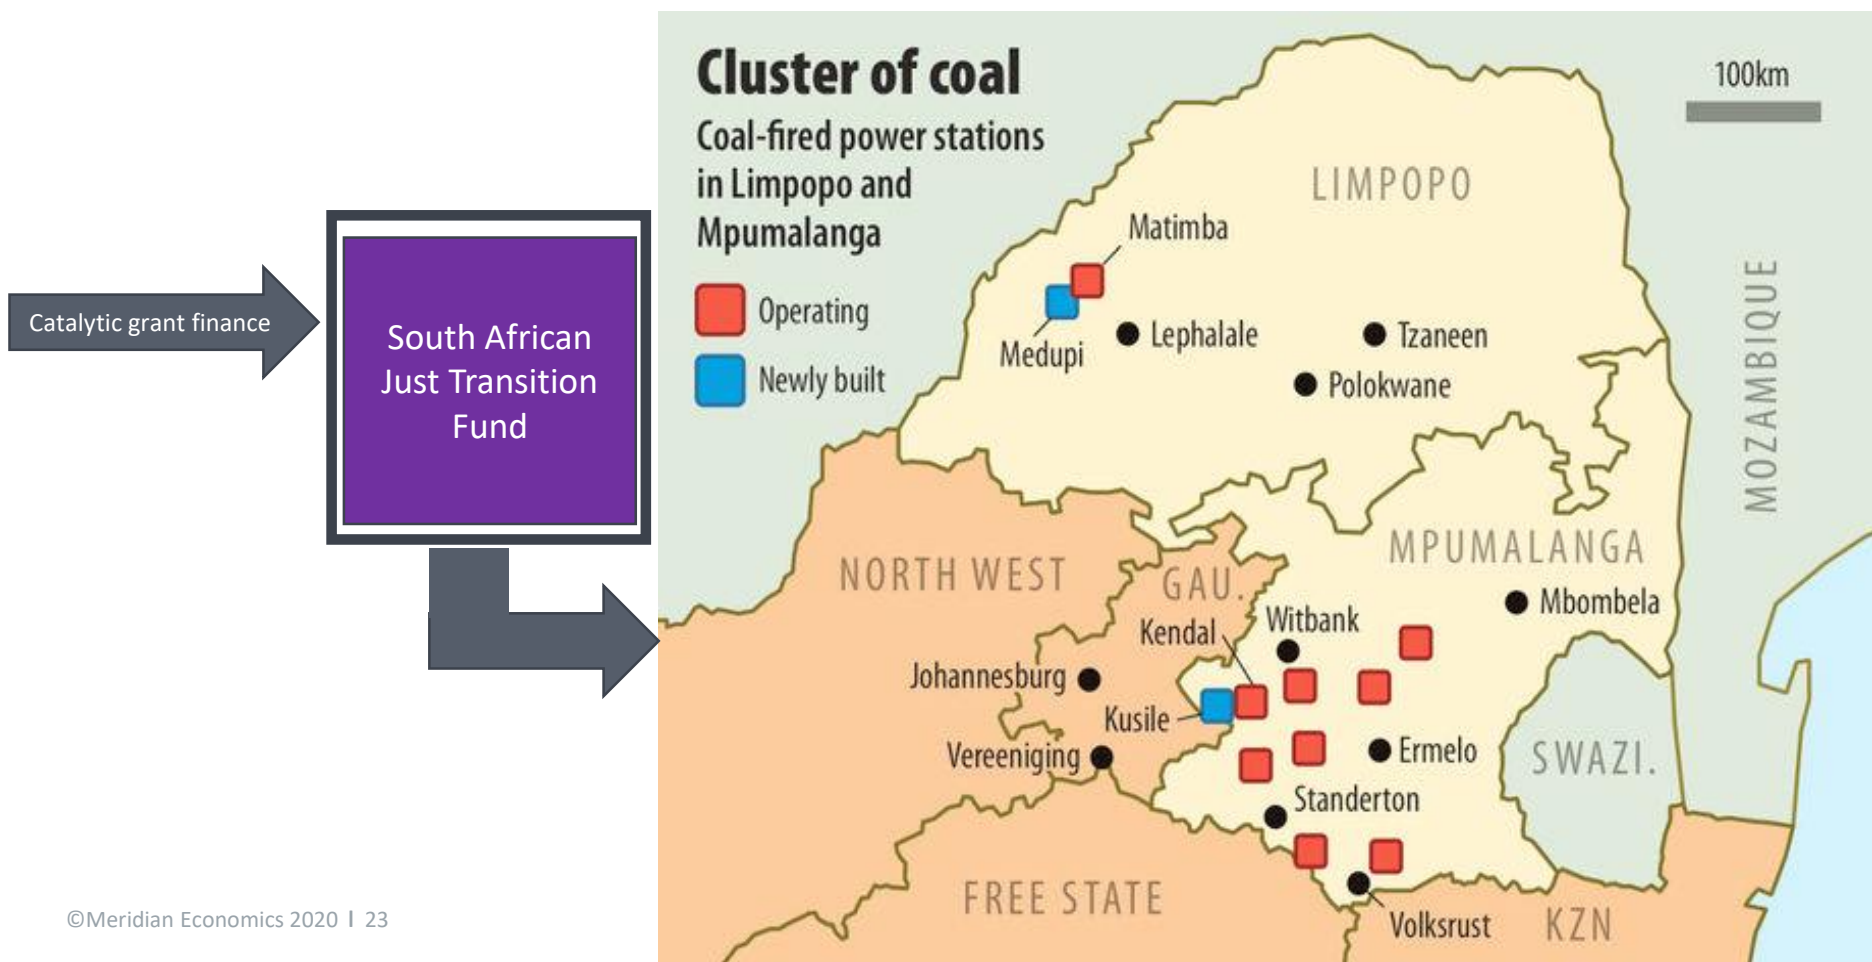 Catalytic grant finance
South African
Just Transition
Fund
Cluster of coal
Coal-fired power stations
in Limpopo and
Mpumalanga
Operating
Newly built
100km
LIMPOPO
Matimba
Medupi
Lephalale
Tzaneen
Polokwane
MOZAMBIQUE
NORTH WEST
GAU.
MPUMALANGA
Mbombela
Witbank
Kendal
Johannesburg
Kusile
Vereeniging
Ermelo
SWAZI.
Standerton
FREE STATE
Volksrust
KZN
©Meridian Economics 2020 I 23